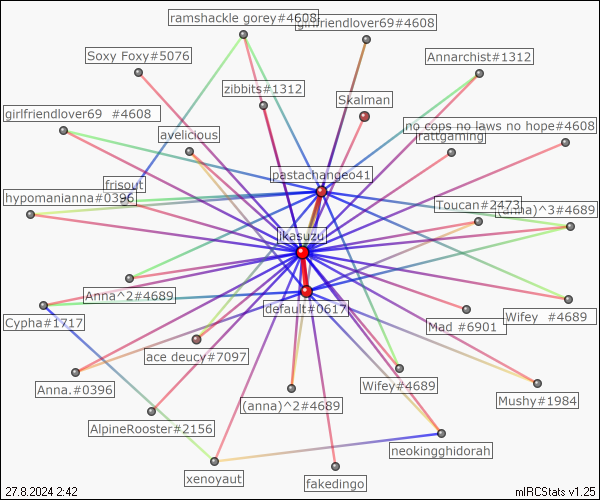 ramshackle gorey#4608
girlfriendlover69#4608
Soxy Foxy#5076
Annarchist#1312
zibbits#1312
Skalman
girlfriendlover69 #4608
no cops no laws no hope#4608
avelicious
rattgaming
pastachangeo41
frisourt
hypomanianna#0396
Toucan#2473
(anna)^3#4689
Ikasuzu
Anna^2#4689
default#0617
Cypha#1717
Mad #6901
Wifey #4689
ace deucy#7097
Anna.#0396
Wifey#4689
Mushy#1984
(anna)^2#4689
AlpineRooster#2156
neokingghidorah
xenoyaut
fakedingo
27.8.2024 2:42
mIRCStats v1.25